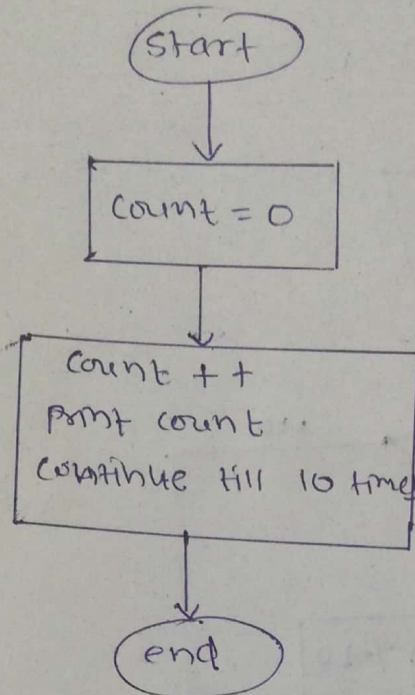 Start
count = 0
count ++
print count
continue till 10 time
end